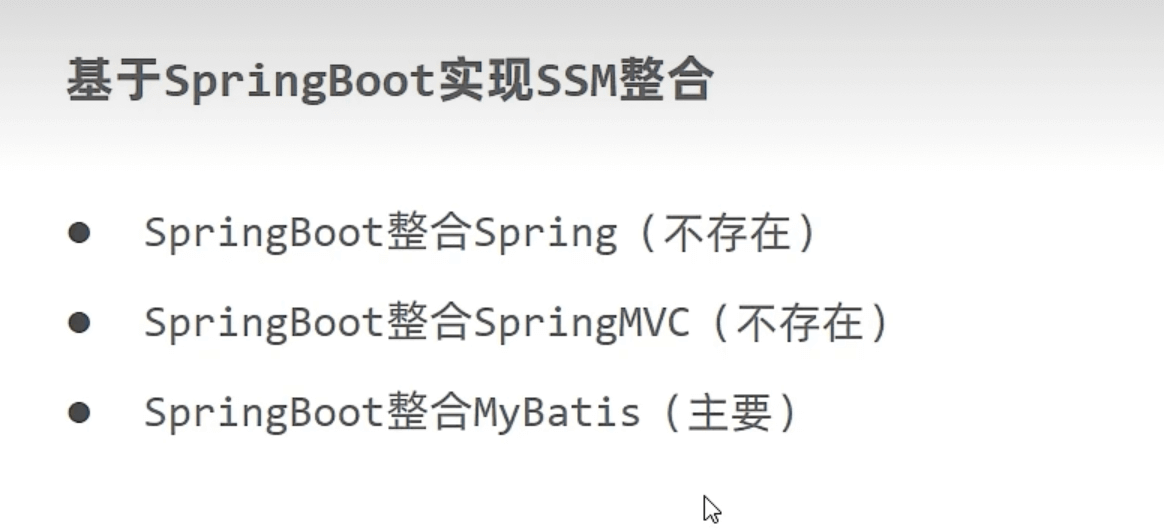 基于SpringBoot实现SSM整合
● SpringBoot整合Spring（不存在）
● SpringBoot整合SpringMVC（不存在）
● SpringBoot整合MyBatis（主要）